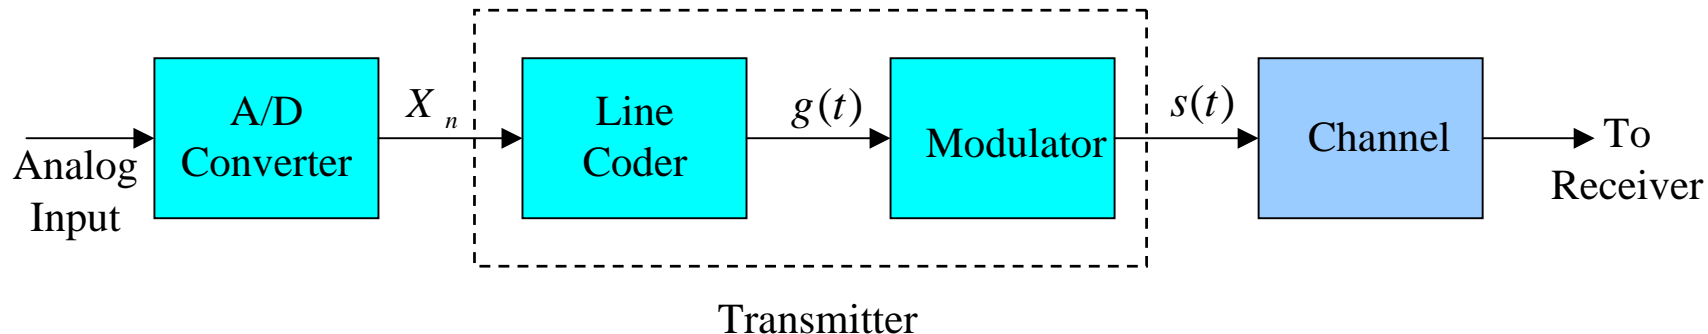 Analog
Input
A/D
Converter
X n
Line
Coder
g(t)
Modulator
s(t)
Channel
To
Receiver
Transmitter